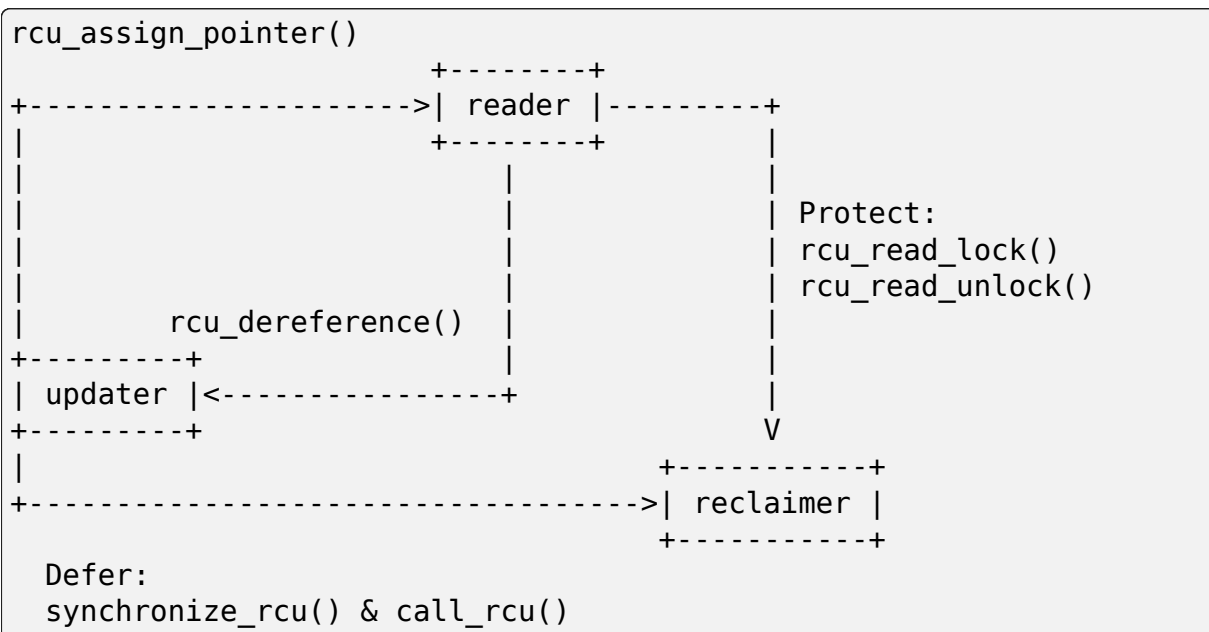 rcu_assign_pointer()
                        +--------+
+---------------------->| reader |---------+
|                       +--------+         |
|                           |              |
|                           |              | Protect:
|                           |              | rcu_read_lock()
|                           |              | rcu_read_unlock()
|        rcu_dereference()  |              |
+---------+                 |              |
| updater |<----------------+              |
+---------+                                V
|                                    +-----------+
+----------------------------------->| reclaimer |
                                     +-----------+
  Defer:
  synchronize_rcu() & call_rcu()